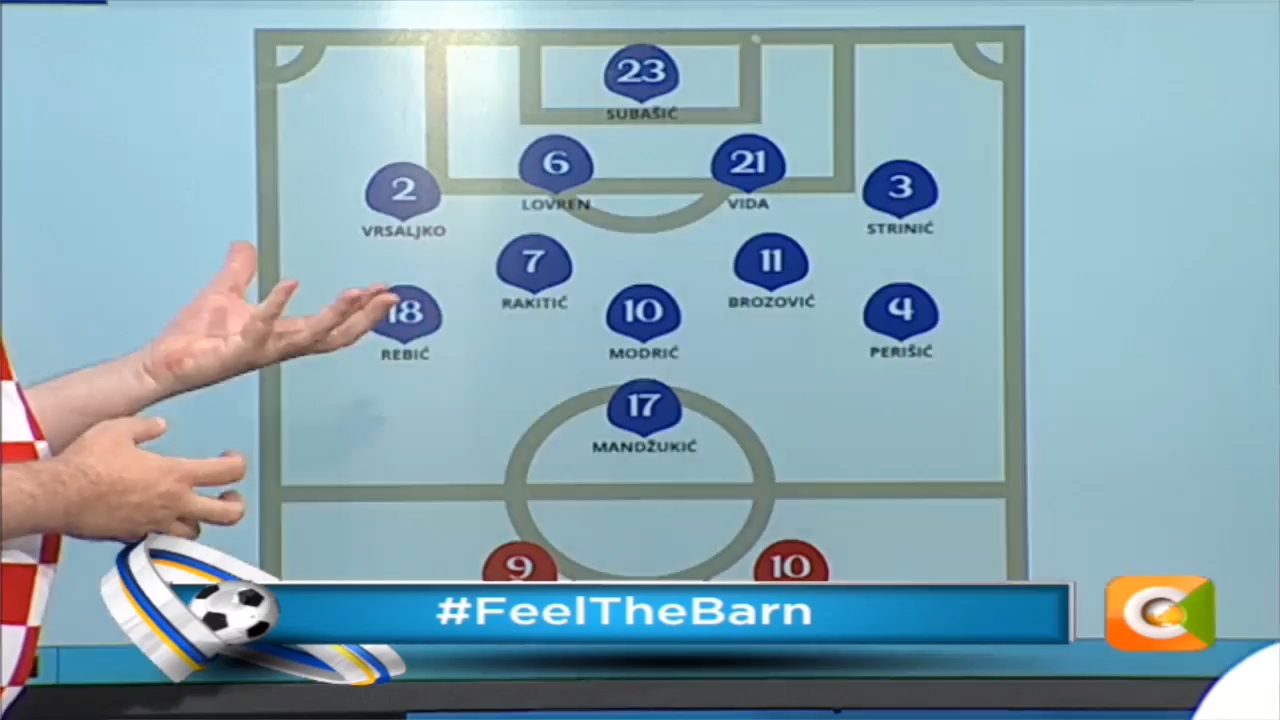 23
SUBAŠIĆ
6
LOVREN
21
VIDA
2
VRSALJKO
3
STRINIĆ
7
RAKITIĆ
11
BROZOVIĆ
18
REBIĆ
10
MODRIĆ
4
PERIŠIĆ
17
MANDŽUKIĆ
9
10
#FeelTheBarn